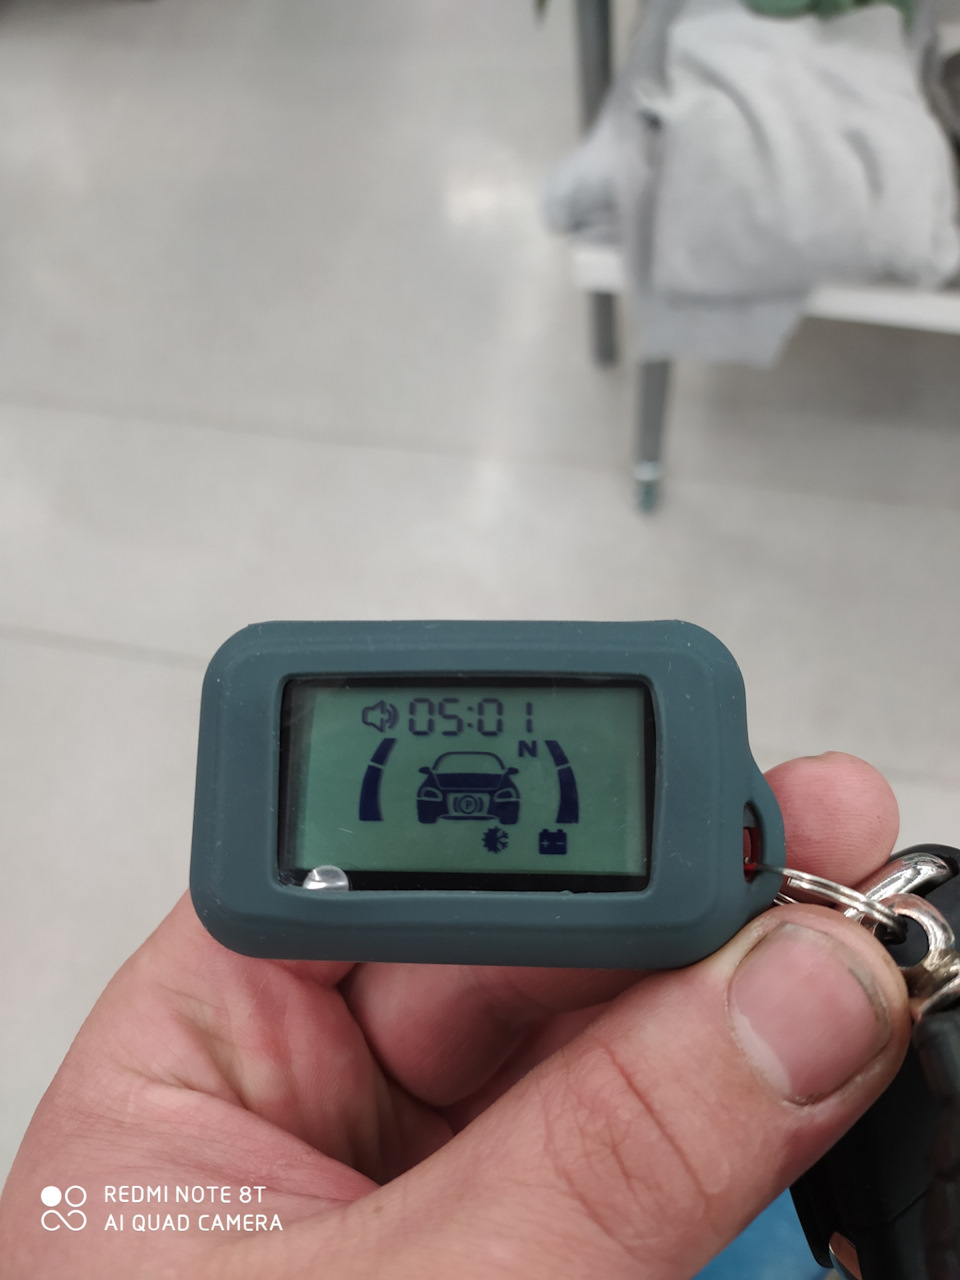 05:01
N
P
+ -
REDMI NOTE 8T
AI QUAD CAMERA